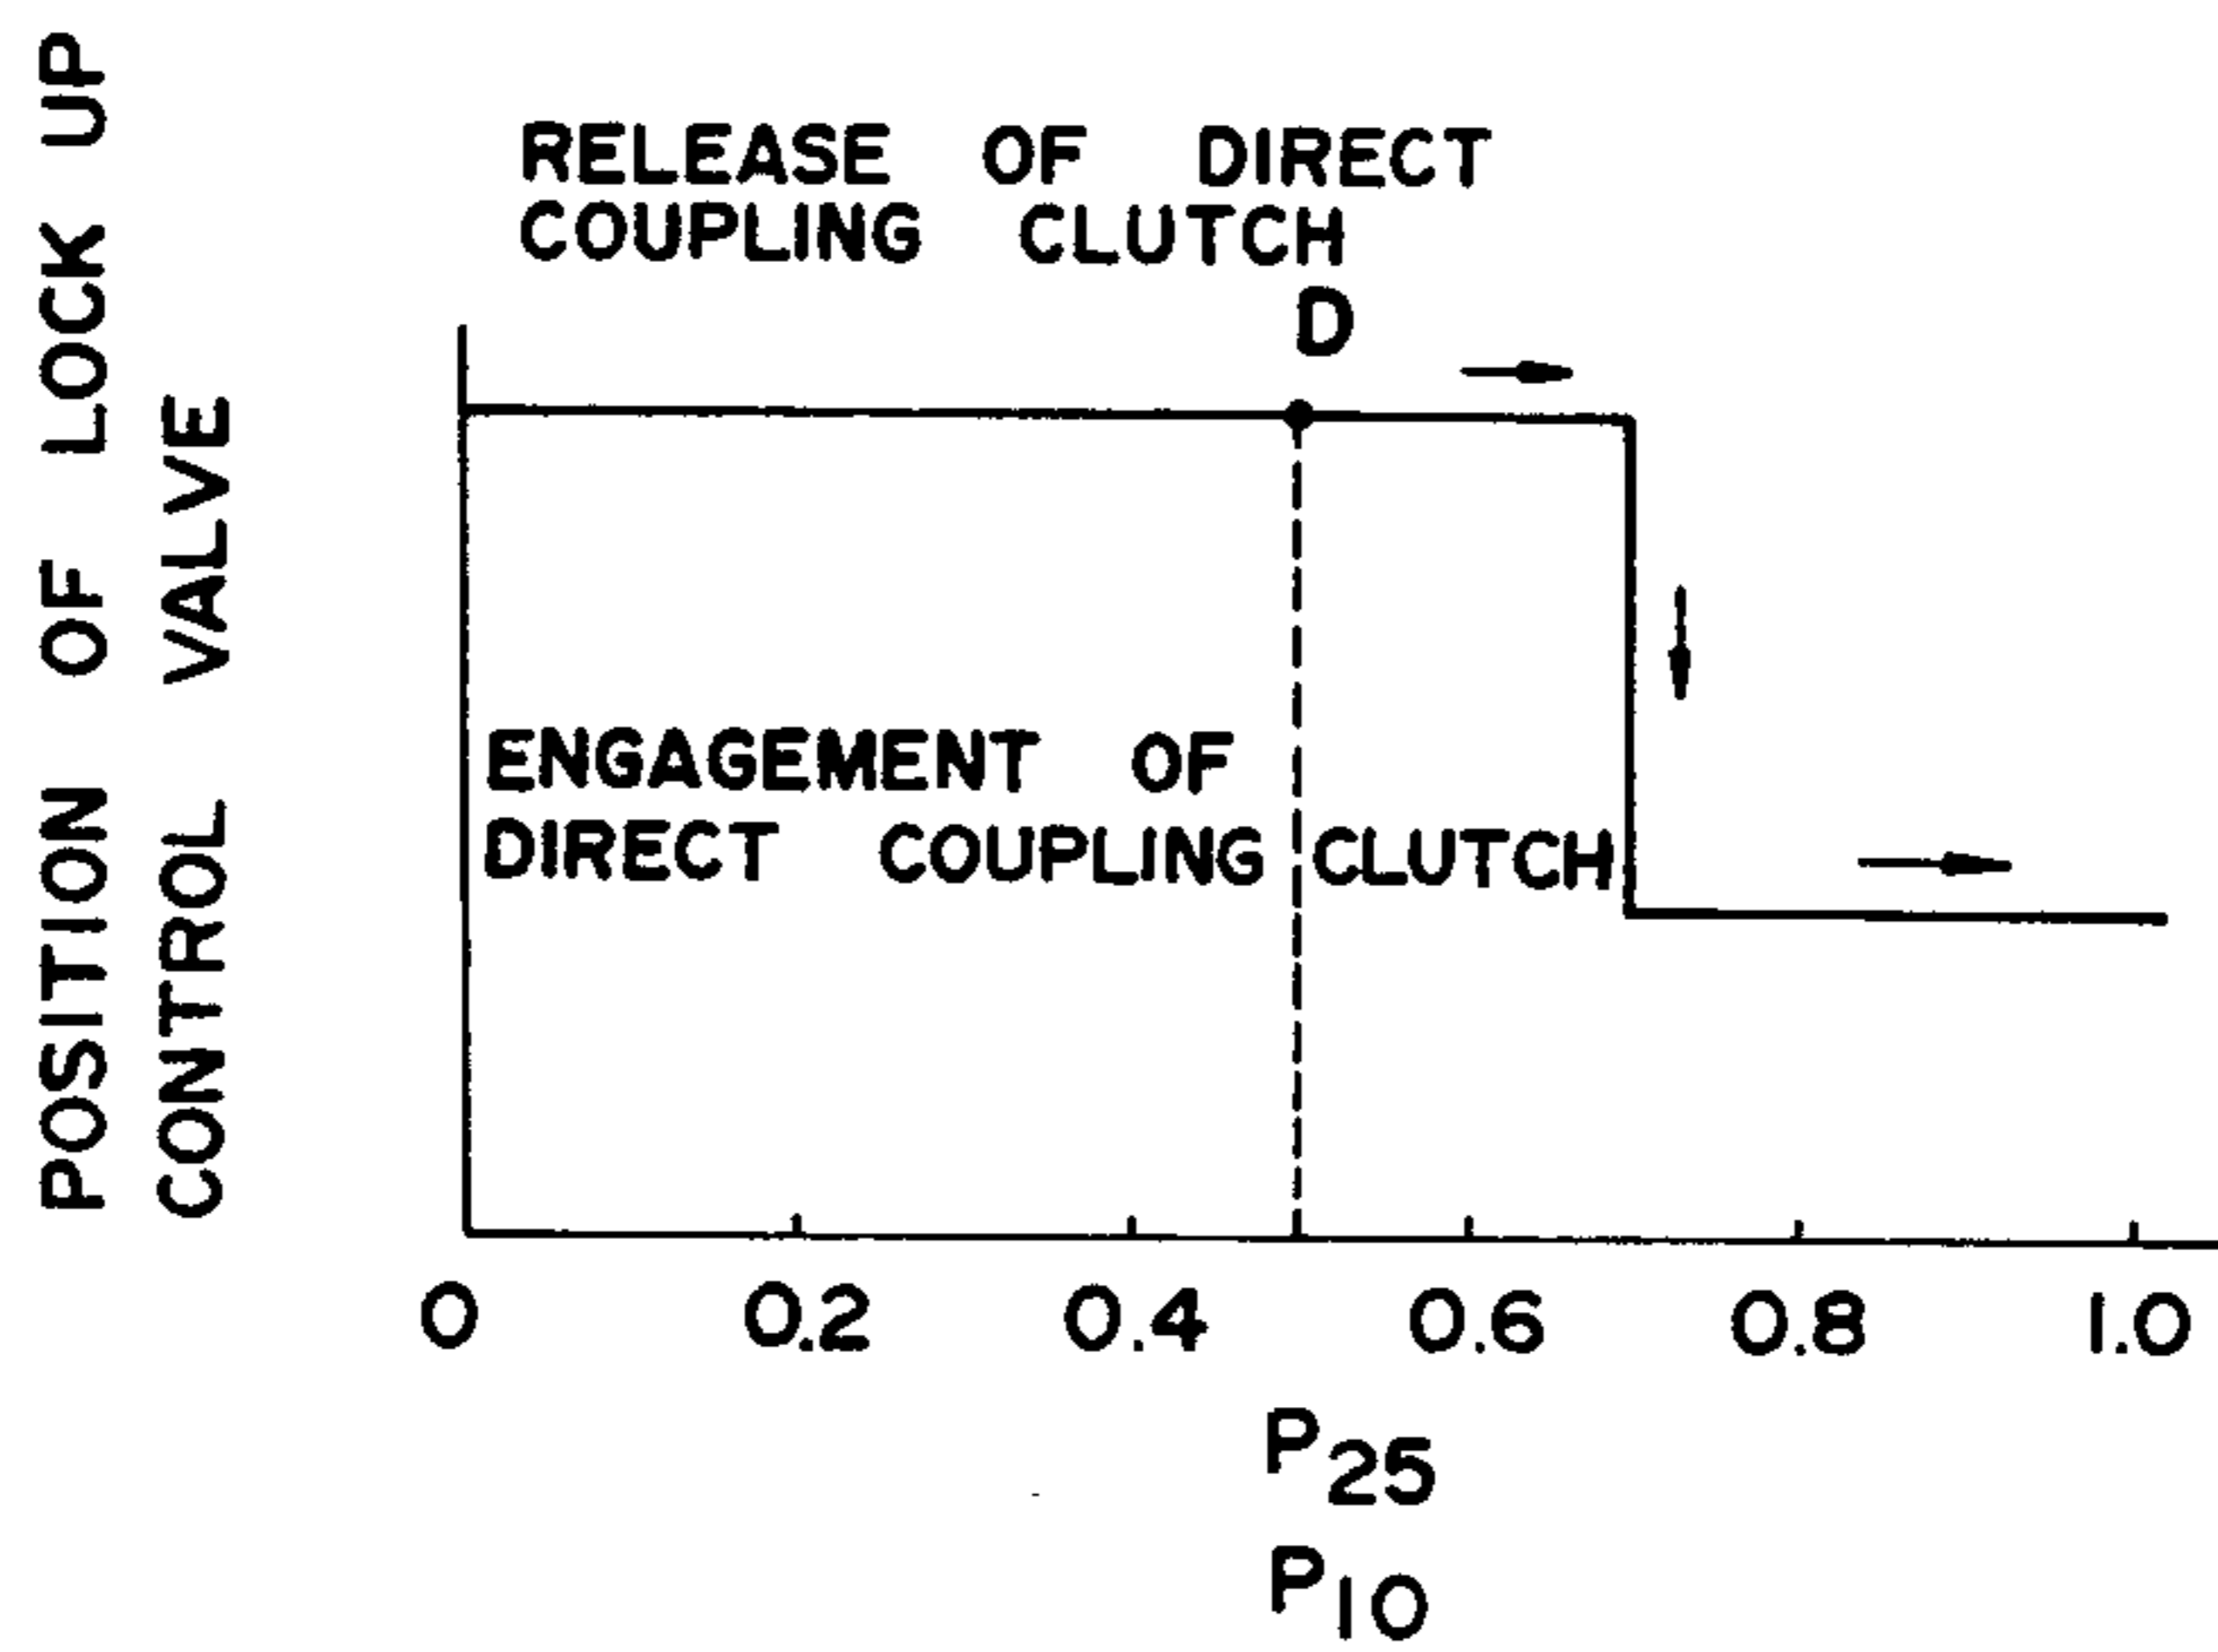 POSITION OF LOCK UP
CONTROL VALVE
RELEASE OF DIRECT
COUPLING CLUTCH
D
ENGAGEMENT OF
DIRECT COUPLING CLUTCH
0 0.2 0.4 0.6 0.8 1.0
P25
P10